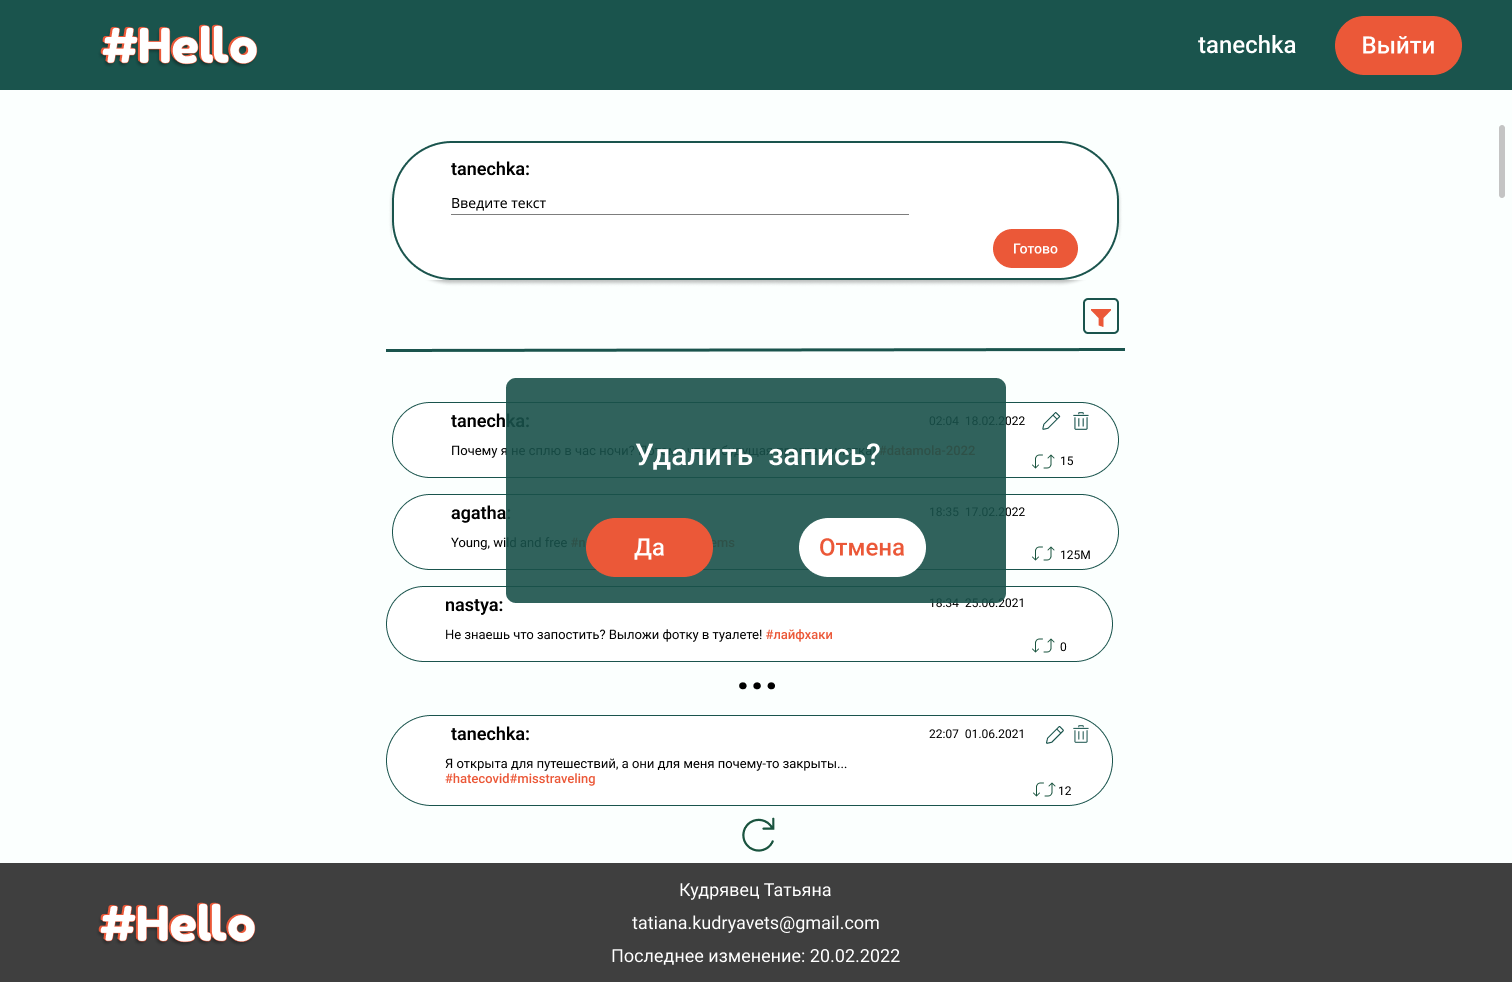 #Hello
tanechka
Выйти
tanechka:
Введите текст
Готово
tanechka:
02:04 18.02.2022
Почему я не сплю в час ночи? #datamola-2022
15
Удалить запись?
agatha:
18:35 17.02.2022
Young, wild and free
125M
Да
Отмена
nastya:
18:34 25.06.2021
Не знаешь что запостить? Выложи фотку в туалете! #лайфхаки
0
tanechka:
22:07 01.06.2021
Я открыта для путешествий, а они для меня почему-то закрыты...
#hatecovid#misstraveling
12
#Hello
Кудрявец Татьяна
tatiana.kudryavets@gmail.com
Последнее изменение: 20.02.2022